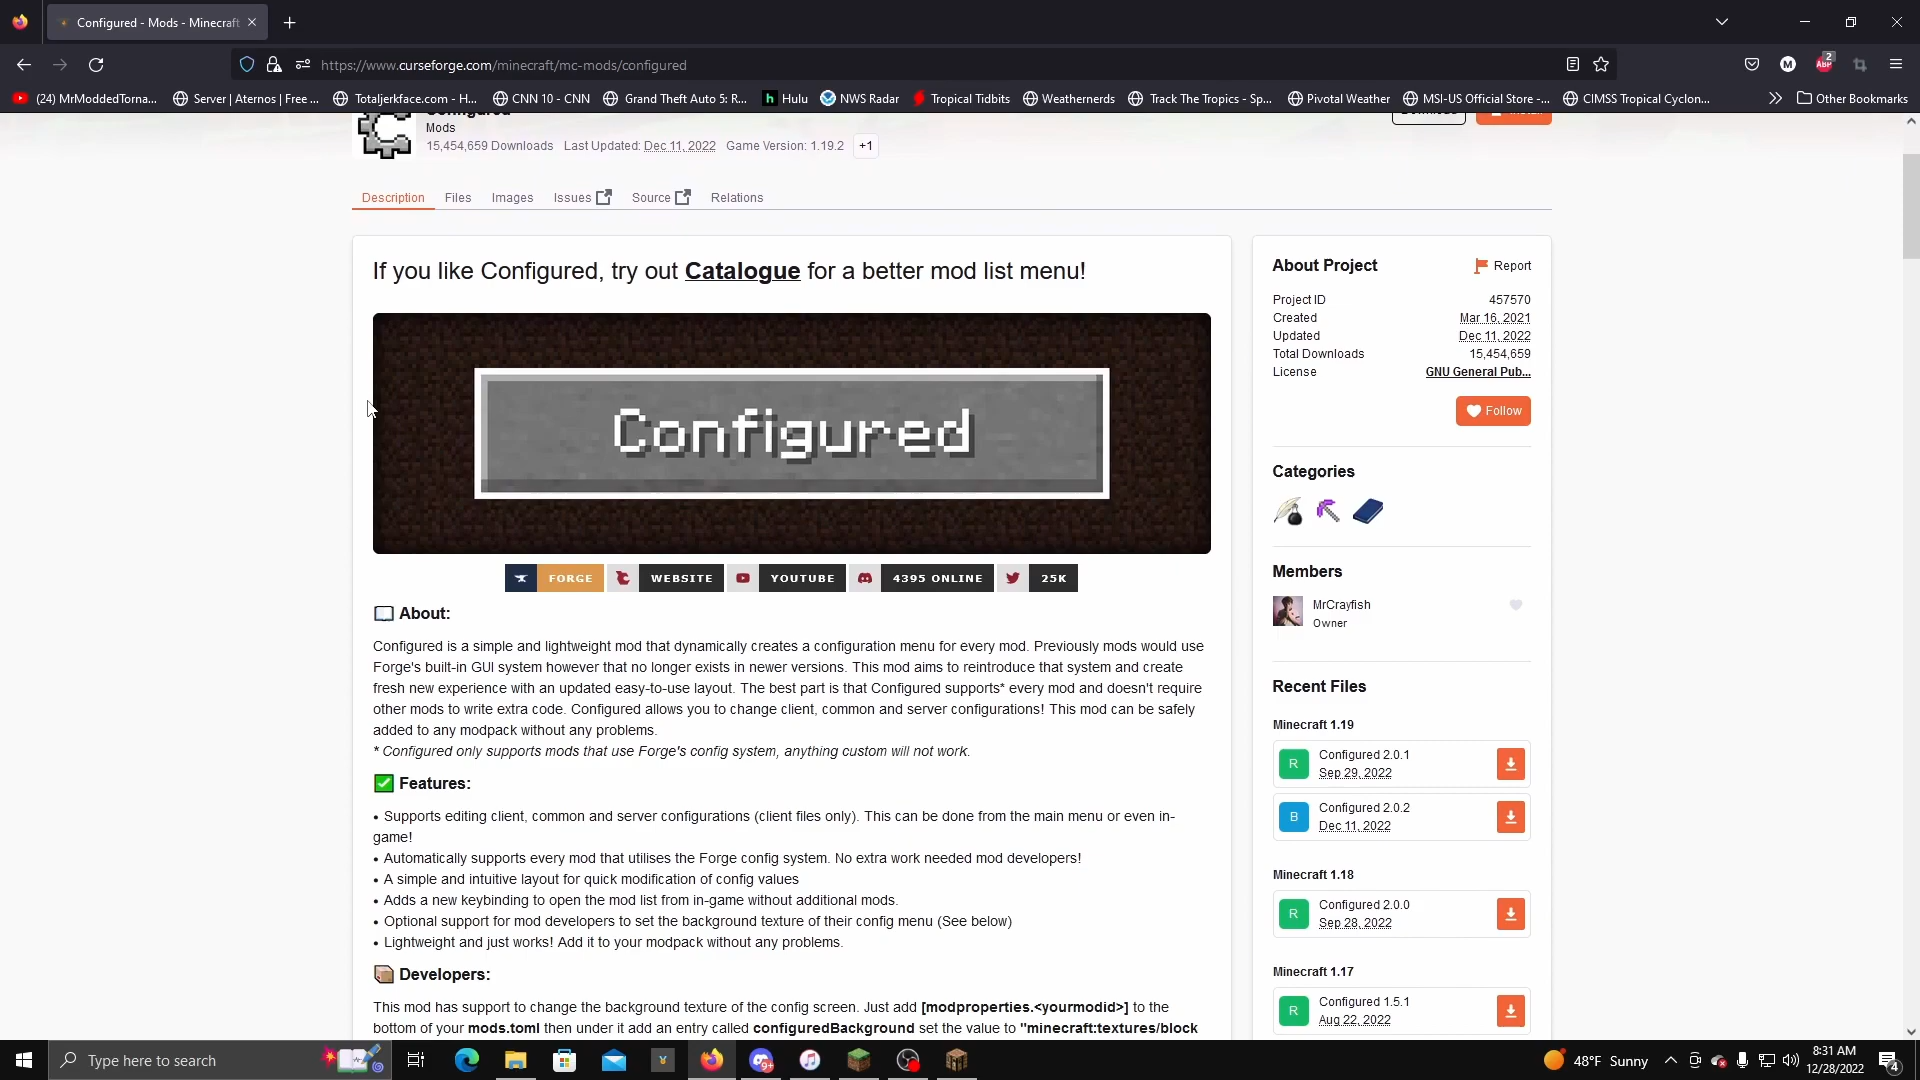 Configured - Mods - Minecraft
https://www.curseforge.com/minecraft/mc-mods/configured
2
ABP
M
(24) MrModdedTorna...
Server | Aternos | Free ...
Totaljerkface.com - H...
CNN 10 - CNN
Grand Theft Auto 5: R...
h Hulu
NWS Radar
Tropical Tidbits
Weathernerds
Track The Tropics - Sp...
Pivotal Weather
MSI-US Official Store -...
CIMSS Tropical Cyclon...
Other Bookmarks
Configured
Mods
15,454,659 Downloads Last Updated: Dec 11, 2022 Game Version: 1.19.2 +1
Download
Install
Description Files Images Issues Source Relations
If you like Configured, try out Catalogue for a better mod list menu!
Configured
FORGE WEBSITE YOUTUBE 4395 ONLINE 25K
About:
Configured is a simple and lightweight mod that dynamically creates a configuration menu for every mod. Previously mods would use
Forge's built-in GUI system however that no longer exists in newer versions. This mod aims to reintroduce that system and create
fresh new experience with an updated easy-to-use layout. The best part is that Configured supports* every mod and doesn't require
other mods to write extra code. Configured allows you to change client, common and server configurations! This mod can be safely
added to any modpack without any problems.
* Configured only supports mods that use Forge's config system, anything custom will not work.
Features:
• Supports editing client, common and server configurations (client files only). This can be done from the main menu or even in-
game!
• Automatically supports every mod that utilises the Forge config system. No extra work needed mod developers!
• A simple and intuitive layout for quick modification of config values
• Adds a new keybinding to open the mod list from in-game without additional mods.
• Optional support for mod developers to set the background texture of their config menu (See below)
• Lightweight and just works! Add it to your modpack without any problems.
Developers:
This mod has support to change the background texture of the config screen. Just add [modproperties.<yourmodid>] to the
bottom of your mods.toml then under it add an entry called configuredBackground set the value to "minecraft:textures/block
About Project
Report
Project ID 457570
Created Mar 16, 2021
Updated Dec 11, 2022
Total Downloads 15,454,659
License GNU General Pub...
Follow
Categories
Members
MrCrayfish
Owner
Recent Files
Minecraft 1.19
R Configured 2.0.1
Sep 29, 2022
B Configured 2.0.2
Dec 11, 2022
Minecraft 1.18
R Configured 2.0.0
Sep 28, 2022
Minecraft 1.17
R Configured 1.5.1
Aug 22, 2022
Type here to search
9+
48°F Sunny
8:31 AM
12/28/2022
4